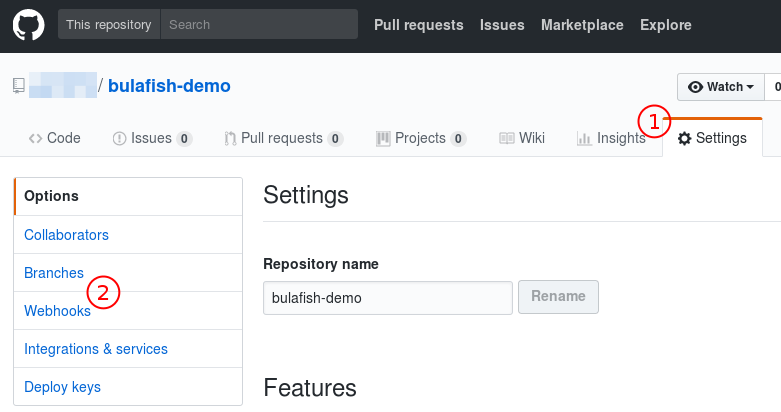 This repository Search Pull requests Issues Marketplace Explore
/ bulafish-demo
Watch 0
Code Issues 0 Pull requests 0 Projects 0 Wiki Insights 1 Settings
Options
Settings
Collaborators
Branches
2
Webhooks
Integrations & services
Deploy keys
Repository name
bulafish-demo Rename
Features